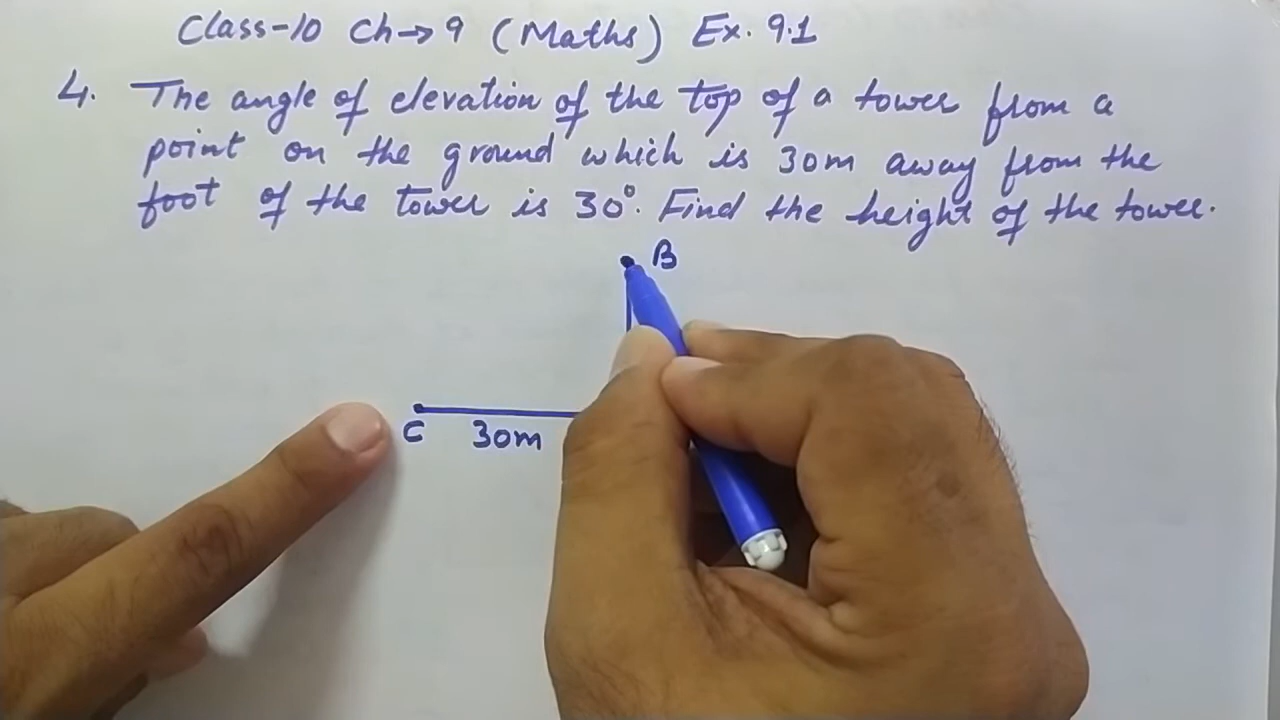 Class-10 Ch→9 (Maths) Ex. 9.1
4. The angle of elevation of the top of a tower from a
point on the ground which is 30m away from the
foot of the tower is 30°. Find the height of the tower.
B
C 30m